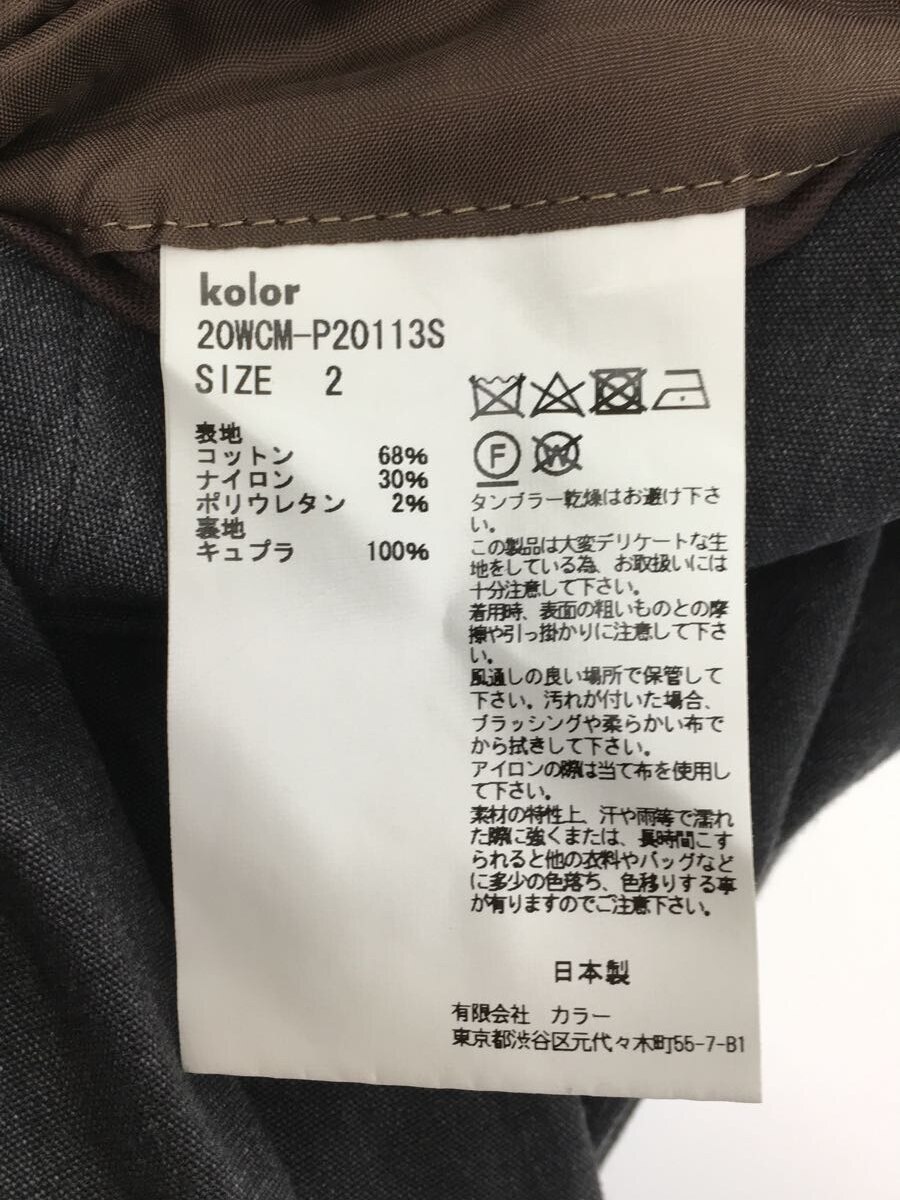 kolor
20WCM-P20113S
SIZE 2
表地
コットン 68%
ナイロン 30%
ポリウレタン 2%
裏地
キュプラ 100%
F
W
タンブラー乾燥はお避け下さ
い。
この製品は大変デリケートな生
地をしている為、お取扱いには
十分注意して下さい。
着用時、表面の粗いものとの摩
擦や引っ掛かりに注意して下さ
い。
風通しの良い場所で保管して
下さい。汚れが付いた場合、
ブラッシングや柔らかい布で
から拭きして下さい。
アイロンの際は当て布を使用し
て下さい。
素材の特性上、汗や雨等で濡れ
た際に強くまたは、長時間こす
られると他の衣料やバッグなど
に多少の色落ち、色移りする事
が有りますのでご注意下さい。
日本製
有限会社 カラー
東京都渋谷区元代々木町55-7-B1